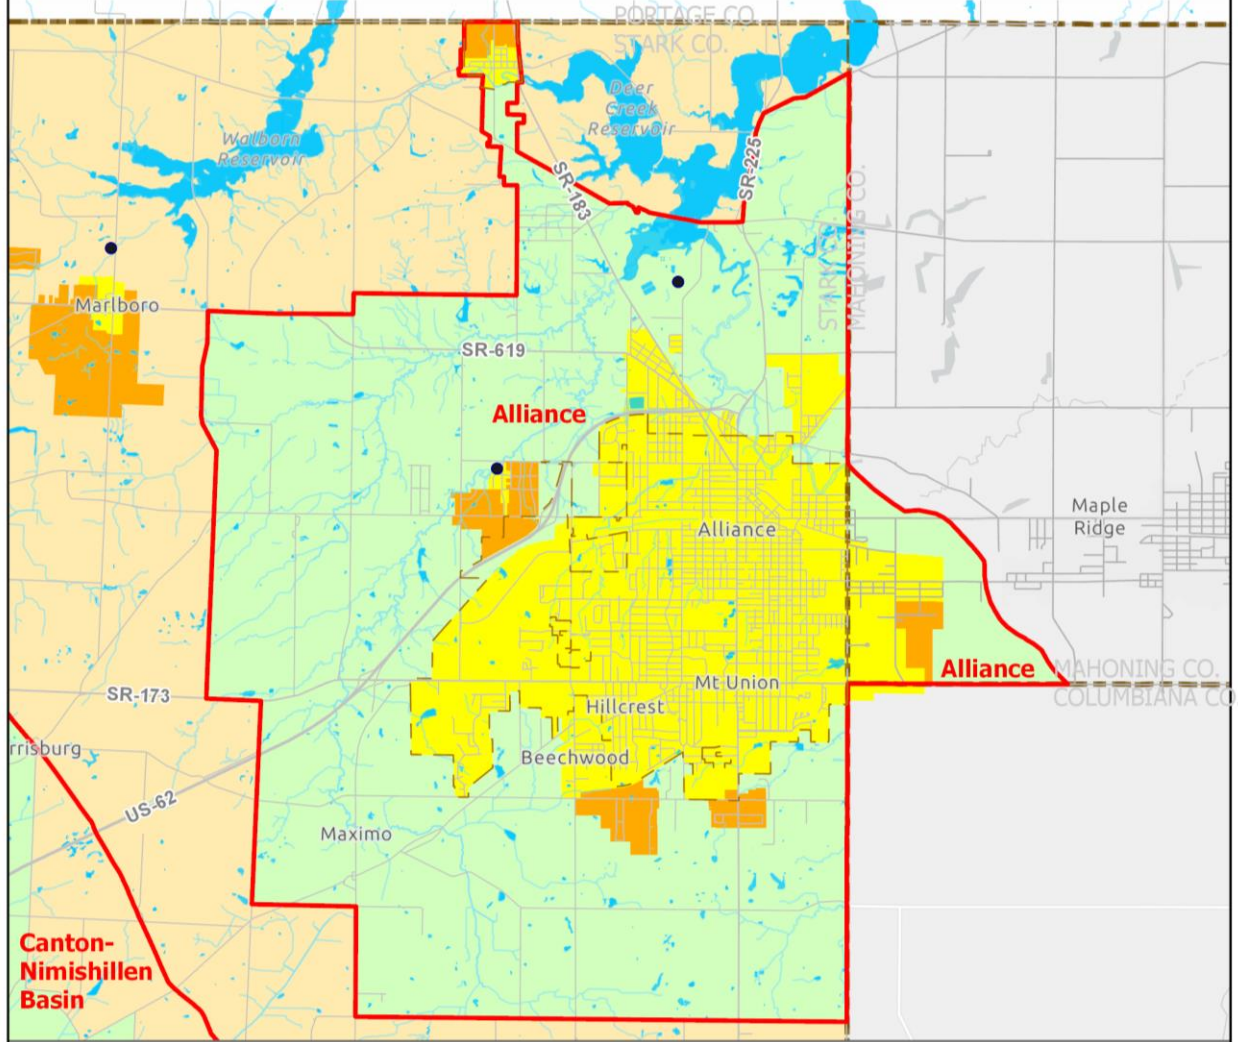 PORTAGE CO.
STARK CO.
Deer
Creek
Reservoir
Walborn
Reservoir
SR-225
SR-183
STARK CO.
MAHONING CO.
Marlboro
SR-619
Alliance
Maple
Ridge
Alliance
Alliance
MAHONING CO.
COLUMBIANA CO
Mt Union
SR-173
Hillcrest
rrisburg
Beechwood
US-62
Maximo
Canton-
Nimishillen
Basin